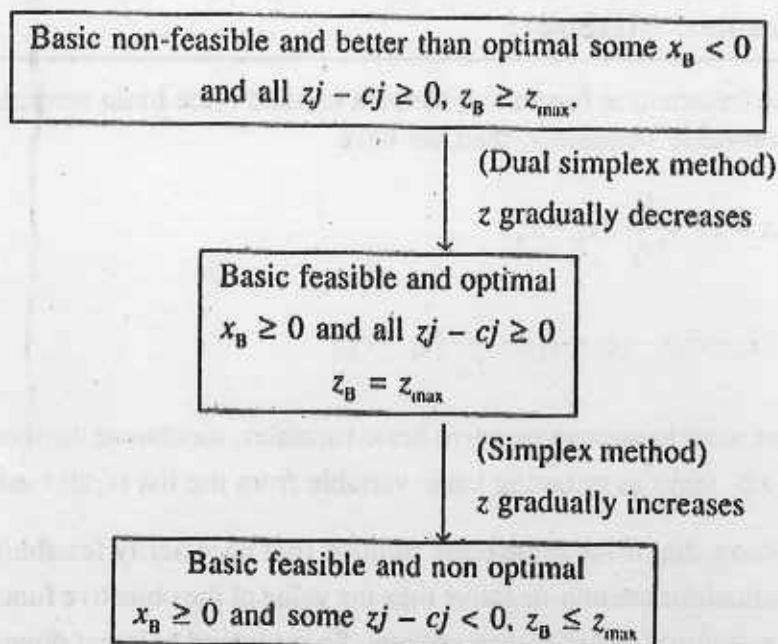 Basic non-feasible and better than optimal some x_B < 0
and all zj − cj ≥ 0, z_B ≥ z_max.
(Dual simplex method)
z gradually decreases
Basic feasible and optimal
x_B ≥ 0 and all zj − cj ≥ 0
z_B = z_max
(Simplex method)
z gradually increases
Basic feasible and non optimal
x_B ≥ 0 and some zj − cj < 0, z_B ≤ z_max